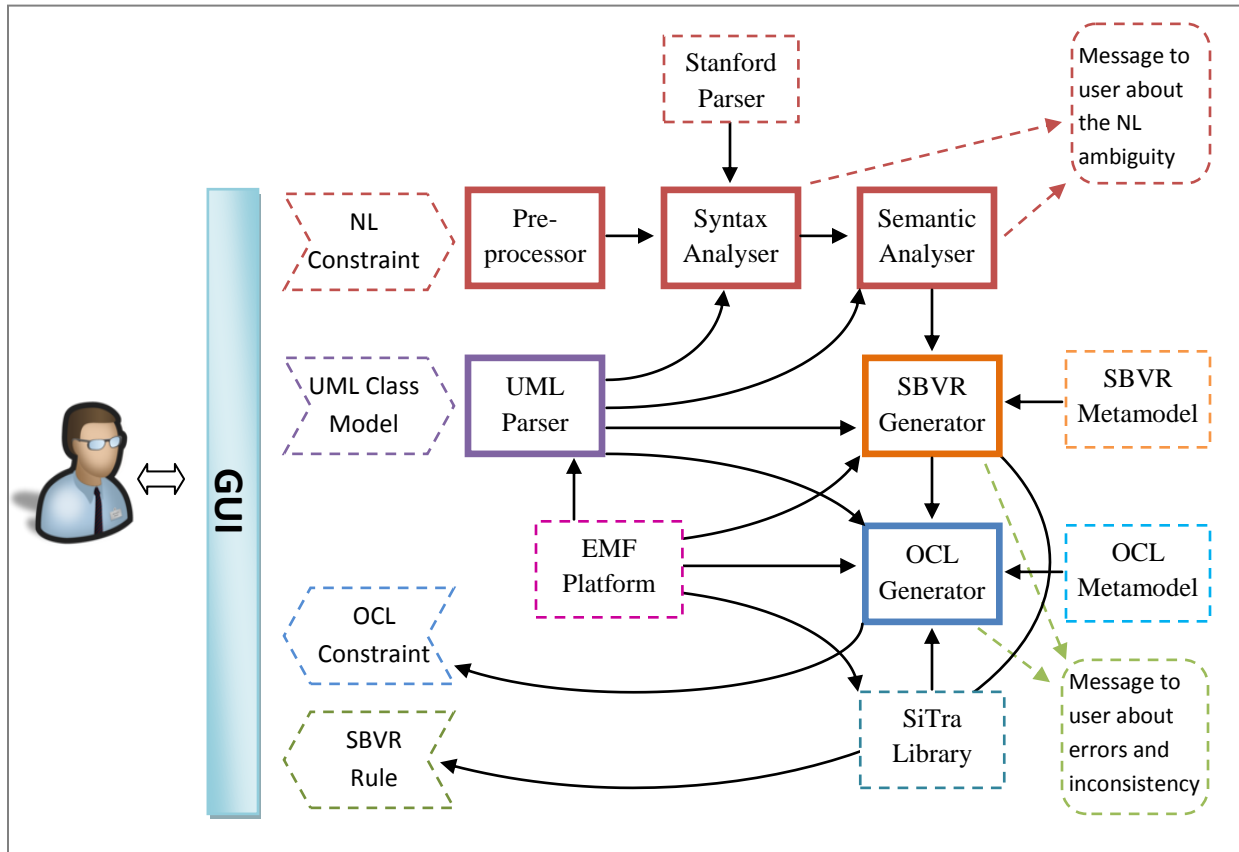 Stanford
Parser
Message to
user about
the NL
ambiguity
NL
Constraint
Pre-
processor
Syntax
Analyser
Semantic
Analyser
UML Class
Model
UML
Parser
SBVR
Generator
SBVR
Metamodel
GUI
EMF
Platform
OCL
Generator
OCL
Metamodel
OCL
Constraint
SBVR
Rule
SiTra
Library
Message to
user about
errors and
inconsistency